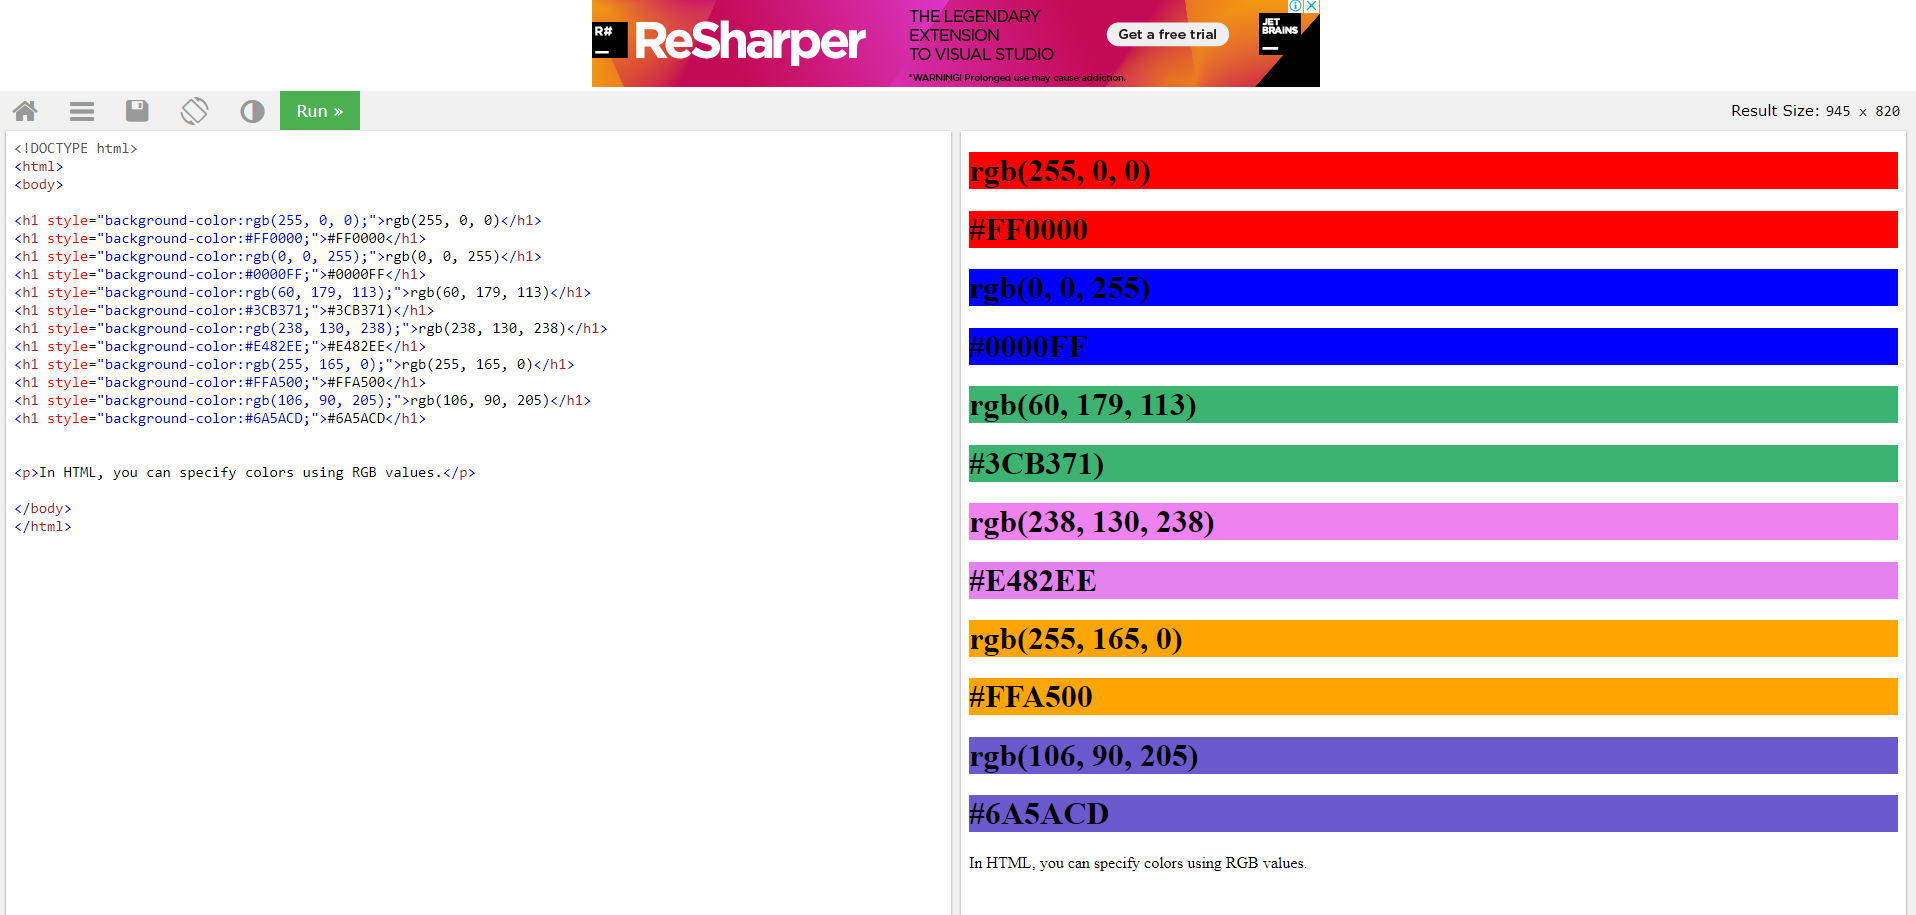 R#
ReSharper
THE LEGENDARY
EXTENSION
TO VISUAL STUDIO
*WARNING! Prolonged use may cause addiction.
Get a free trial
JET
BRAINS
Run »
Result Size: 945 x 820
<!DOCTYPE html>
<html>
<body>
<h1 style="background-color:rgb(255, 0, 0);">rgb(255, 0, 0)</h1>
<h1 style="background-color:#FF0000;">#FF0000</h1>
<h1 style="background-color:rgb(0, 0, 255);">rgb(0, 0, 255)</h1>
<h1 style="background-color:#0000FF;">#0000FF</h1>
<h1 style="background-color:rgb(60, 179, 113);">rgb(60, 179, 113)</h1>
<h1 style="background-color:#3CB371;">#3CB371)</h1>
<h1 style="background-color:rgb(238, 130, 238);">rgb(238, 130, 238)</h1>
<h1 style="background-color:#E482EE;">#E482EE</h1>
<h1 style="background-color:rgb(255, 165, 0);">rgb(255, 165, 0)</h1>
<h1 style="background-color:#FFA500;">#FFA500</h1>
<h1 style="background-color:rgb(106, 90, 205);">rgb(106, 90, 205)</h1>
<h1 style="background-color:#6A5ACD;">#6A5ACD</h1>
<p>In HTML, you can specify colors using RGB values.</p>
</body>
</html>
rgb(255, 0, 0)
#FF0000
rgb(0, 0, 255)
#0000FF
rgb(60, 179, 113)
#3CB371)
rgb(238, 130, 238)
#E482EE
rgb(255, 165, 0)
#FFA500
rgb(106, 90, 205)
#6A5ACD
In HTML, you can specify colors using RGB values.